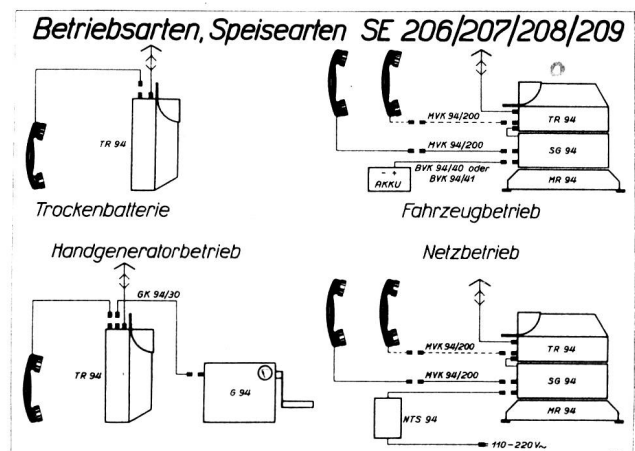 Betriebsarten, Speisearten SE 206/207/208/209
TR 94
Trockenbatterie
MVK 94/200
MVK 94/200
BVK 94/40 oder
BVK 94/41
- +
AKKU
TR 94
SG 94
MR 94
Fahrzeugbetrieb
Handgeneratorbetrieb
GK 94/30
TR 94
G 94
Netzbetrieb
MVK 94/200
MVK 94/200
NTS 94
TR 94
SG 94
MR 94
110-220V~